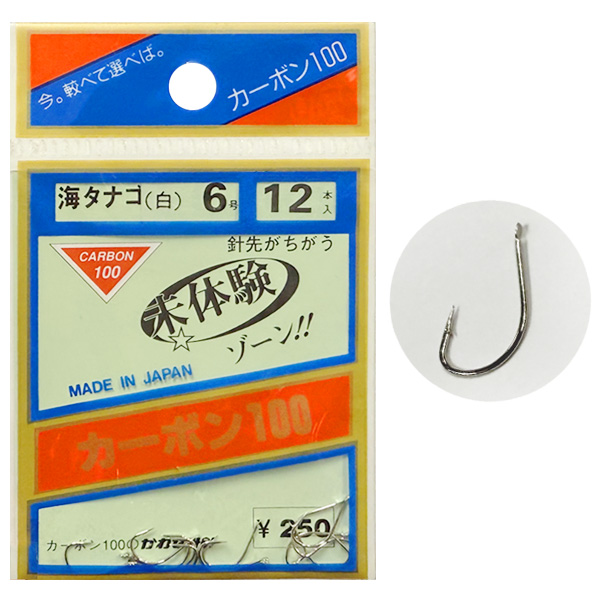 今。較べて選べば。
カーボン100
海タナゴ(白) 6号 12本入
針先がちがう
CARBON
100
未体験
ゾーン!!
MADE IN JAPAN
カーボン100
カーボン100の
¥250